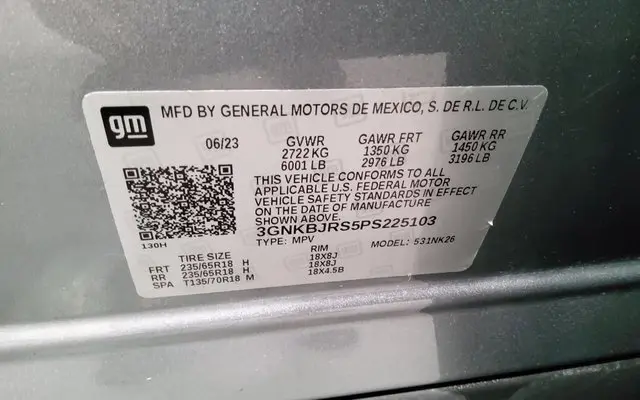 gm
MFD BY GENERAL MOTORS DE MEXICO, S. DE R.L. DE C.V.
06/23 GVWR GAWR FRT GAWR RR
2722 KG 1350 KG 1450 KG
6001 LB 2976 LB 3196 LB
THIS VEHICLE CONFORMS TO ALL
APPLICABLE U.S. FEDERAL MOTOR
VEHICLE SAFETY STANDARDS IN EFFECT
ON THE DATE OF MANUFACTURE
SHOWN ABOVE.
3GNKBJRS5PS225103
130H
TYPE: MPV MODEL: 531NK26
TIRE SIZE RIM
FRT 235/65R18 H 18X8J
RR 235/65R18 H 18X8J
SPA T135/70R18 M 18X4.5B